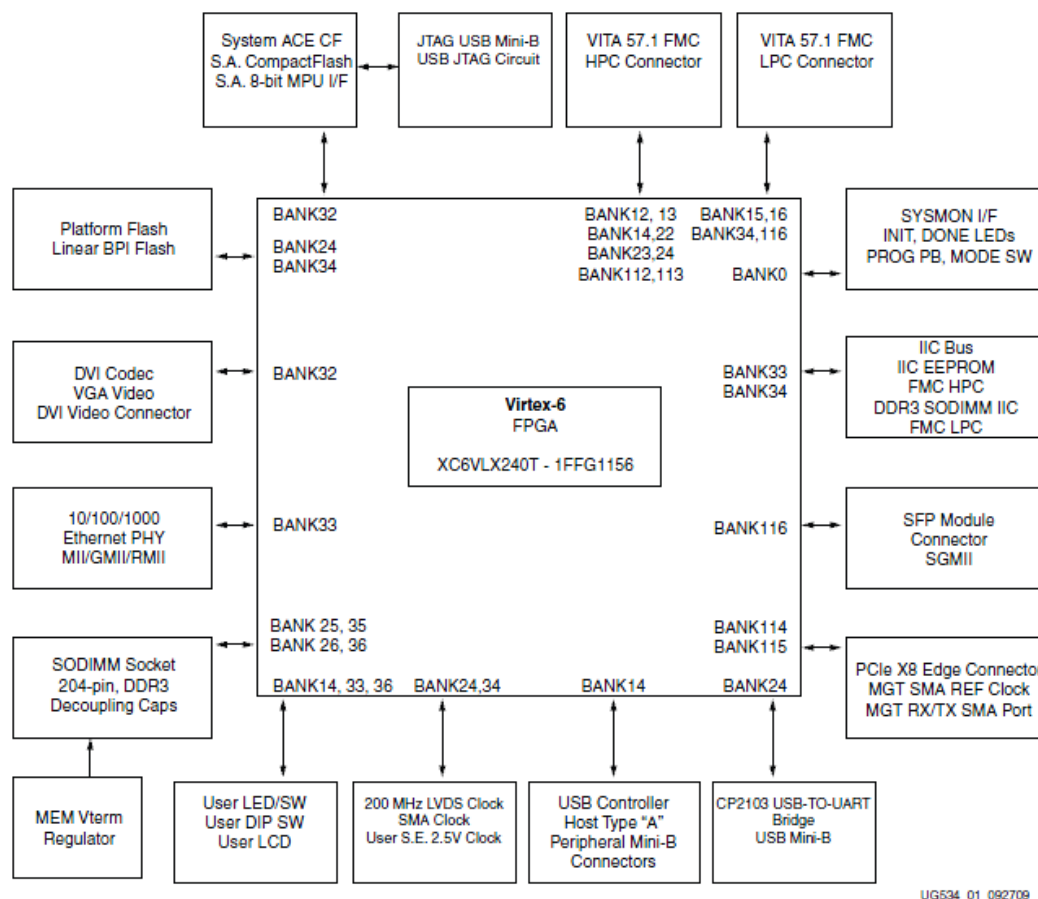 System ACE CF
S.A. CompactFlash
S.A. 8-bit MPU I/F
JTAG USB Mini-B
USB JTAG Circuit
VITA 57.1 FMC
HPC Connector
VITA 57.1 FMC
LPC Connector
Platform Flash
Linear BPI Flash
BANK32
BANK24
BANK34
BANK12, 13
BANK14,22
BANK23,24
BANK112,113
BANK15,16
BANK34,116
BANK0
SYSMON I/F
INIT, DONE LEDs
PROG PB, MODE SW
DVI Codec
VGA Video
DVI Video Connector
BANK32
Virtex-6
FPGA
XC6VLX240T - 1FFG1156
BANK33
BANK34
IIC Bus
IIC EEPROM
FMC HPC
DDR3 SODIMM IIC
FMC LPC
10/100/1000
Ethernet PHY
MII/GMII/RMII
BANK33
BANK116
SFP Module
Connector
SGMII
SODIMM Socket
204-pin, DDR3
Decoupling Caps
BANK 25, 35
BANK 26, 36
BANK114
BANK115
PCIe X8 Edge Connector
MGT SMA REF Clock
MGT RX/TX SMA Port
BANK14, 33, 36
BANK24,34
BANK14
BANK24
MEM Vterm
Regulator
User LED/SW
User DIP SW
User LCD
200 MHz LVDS Clock
SMA Clock
User S.E. 2.5V Clock
USB Controller
Host Type “A”
Peripheral Mini-B
Connectors
CP2103 USB-TO-UART
Bridge
USB Mini-B
UG534_01_092709